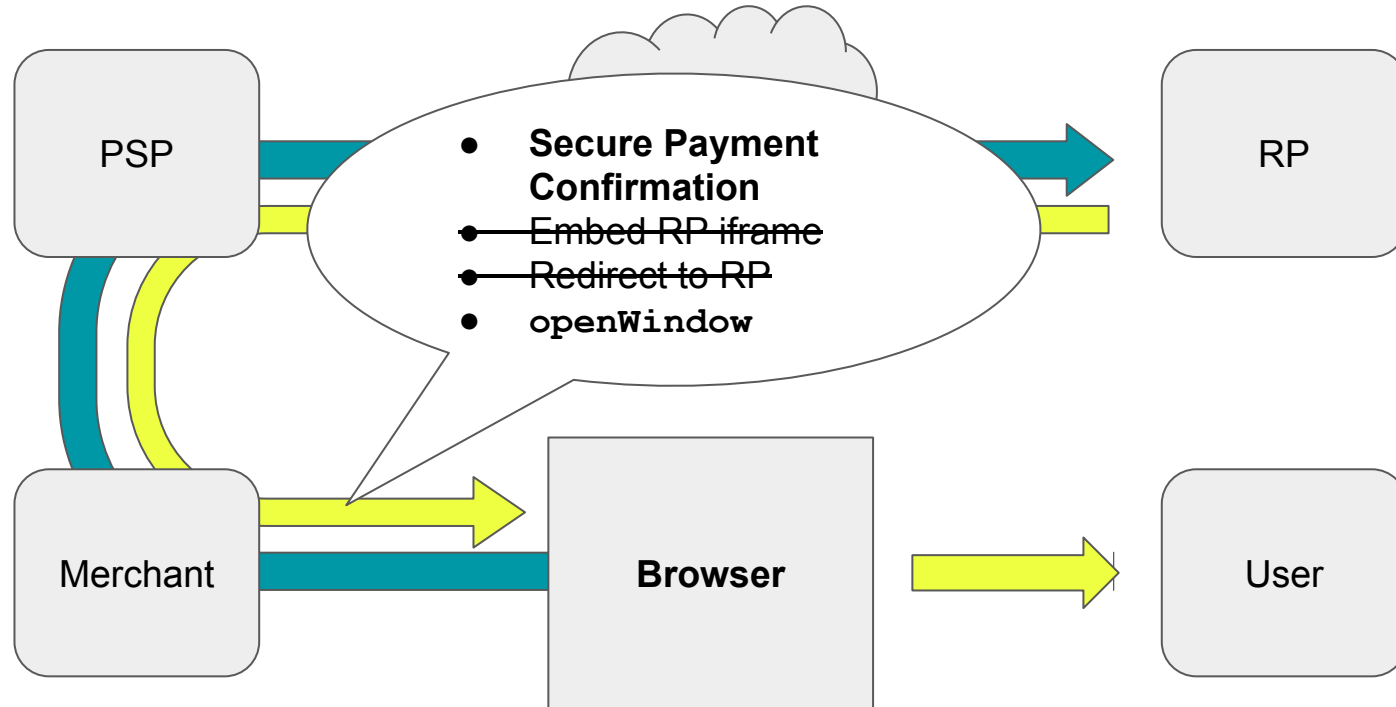 PSP
● Secure Payment
Confirmation
● Embed RP iframe
● Redirect to RP
● openWindow
RP
Merchant
Browser
User